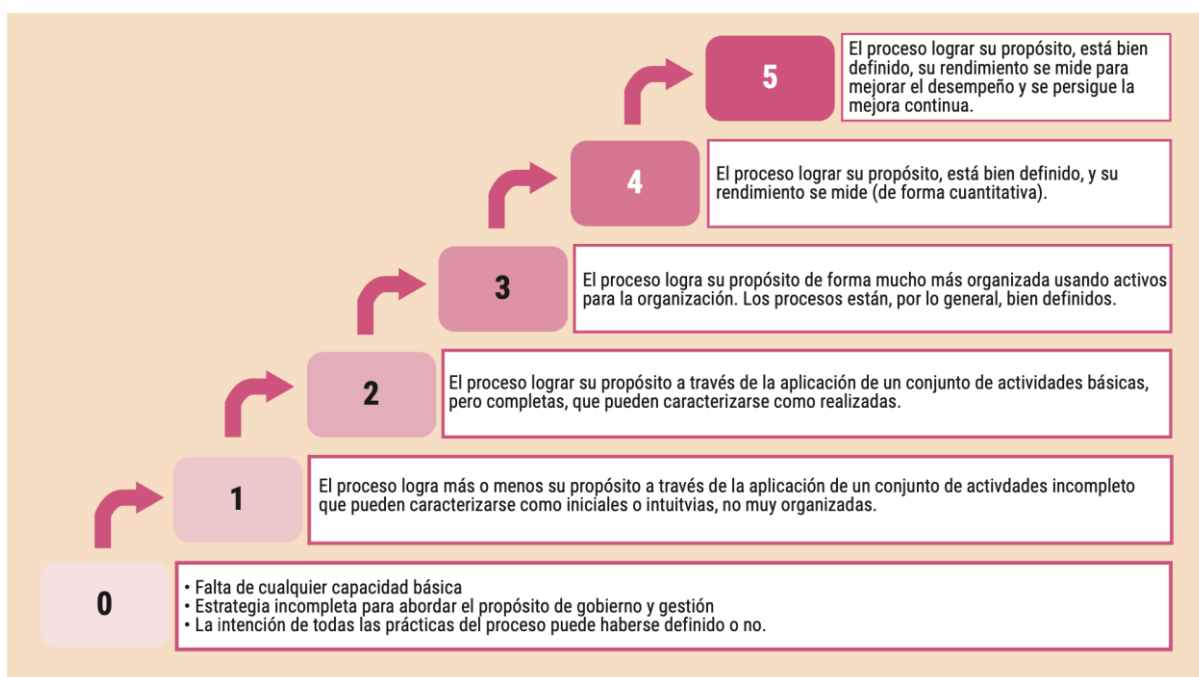 5
El proceso lograr su propósito, está bien
definido, su rendimiento se mide para
mejorar el desempeño y se persigue la
mejora continua.
4
El proceso lograr su propósito, está bien definido, y su
rendimiento se mide (de forma cuantitativa).
3
El proceso logra su propósito de forma mucho más organizada usando activos
para la organización. Los procesos están, por lo general, bien definidos.
2
El proceso lograr su propósito a través de la aplicación de un conjunto de actividades básicas,
pero completas, que pueden caracterizarse como realizadas.
1
El proceso logra más o menos su propósito a través de la aplicación de un conjunto de activdades incompleto
que pueden caracterizarse como iniciales o intuitvias, no muy organizadas.
0
• Falta de cualquier capacidad básica
• Estrategia incompleta para abordar el propósito de gobierno y gestión
• La intención de todas las prácticas del proceso puede haberse definido o no.